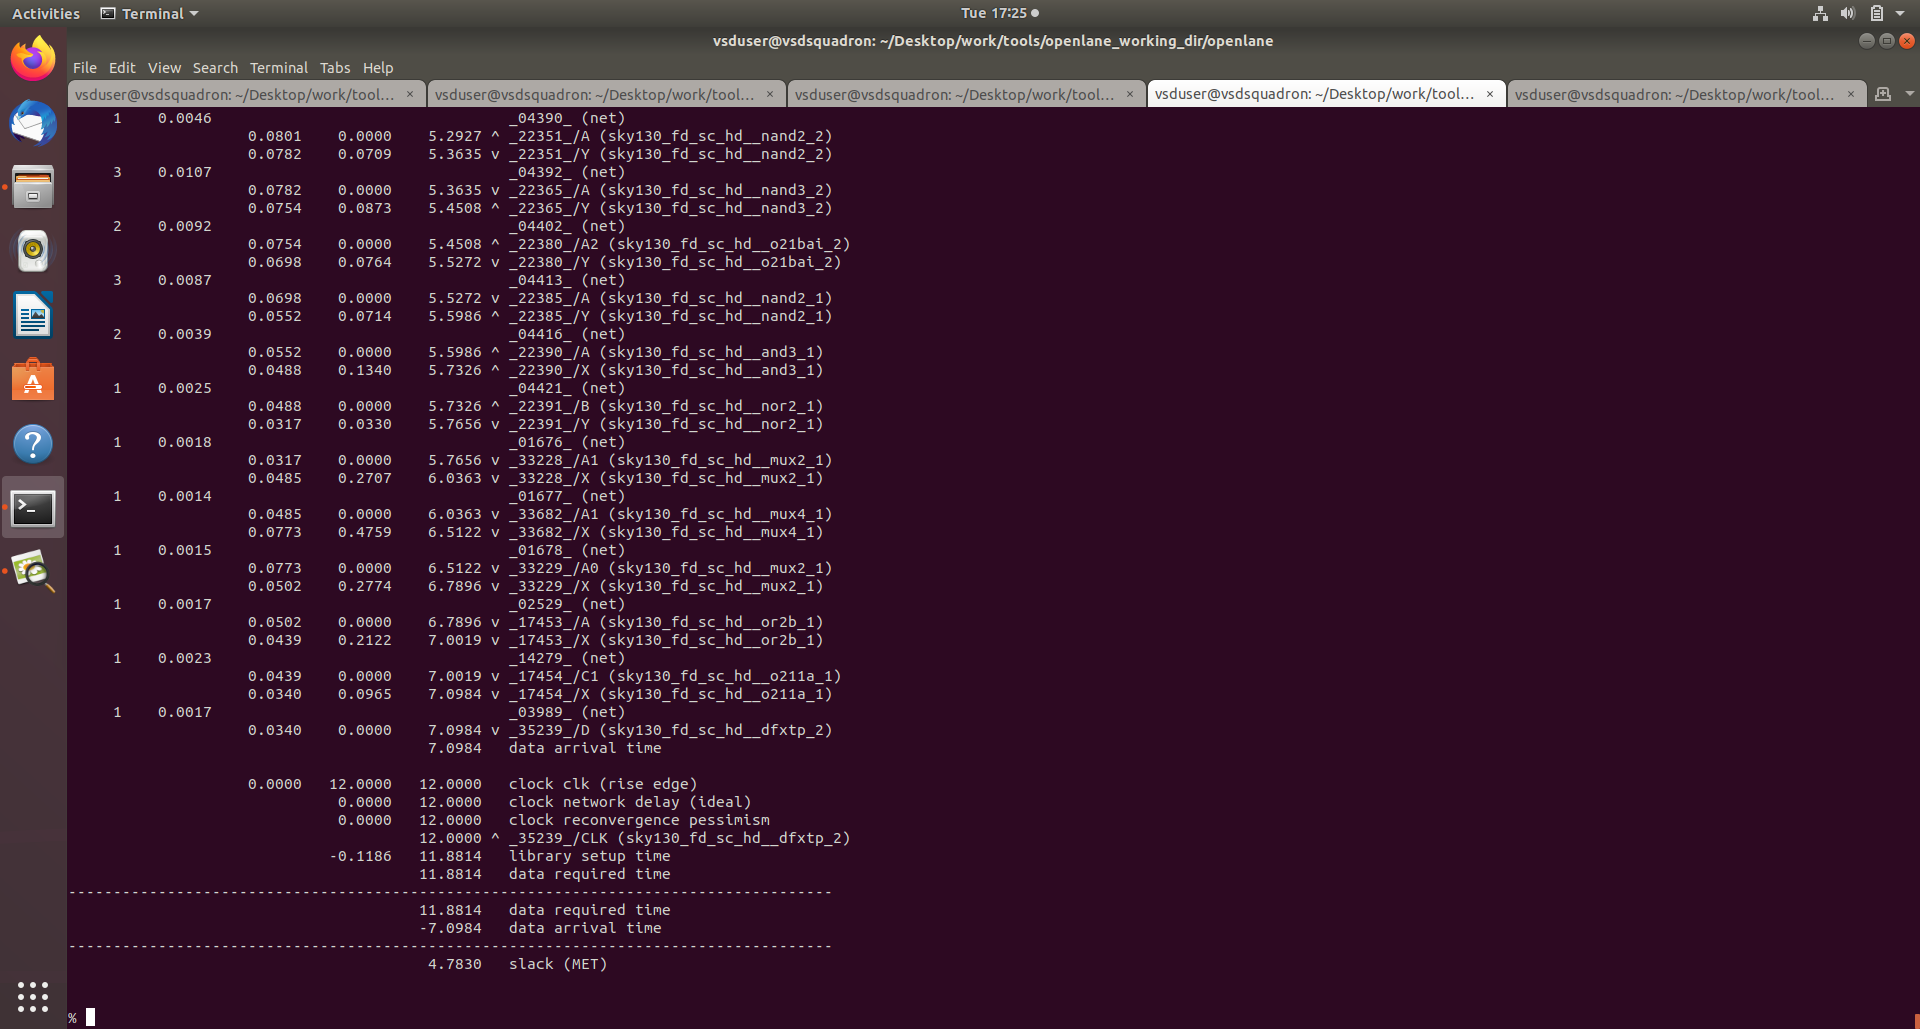 Activities Terminal Tue 17:25
vsduser@vsdsquadron: ~/Desktop/work/tools/openlane_working_dir/openlane
File Edit View Search Terminal Tabs Help
vsduser@vsdsquadron: ~/Desktop/work/tool... × vsduser@vsdsquadron: ~/Desktop/work/tool... × vsduser@vsdsquadron: ~/Desktop/work/tool... × vsduser@vsdsquadron: ~/Desktop/work/tool... × vsduser@vsdsquadron: ~/Desktop/work/tool... ×
1 0.0046 _04390_ (net)
0.0801 0.0000 5.2927 ^ _22351_/A (sky130_fd_sc_hd__nand2_2)
0.0782 0.0709 5.3635 v _22351_/Y (sky130_fd_sc_hd__nand2_2)
3 0.0107 _04392_ (net)
0.0782 0.0000 5.3635 v _22365_/A (sky130_fd_sc_hd__nand3_2)
0.0754 0.0873 5.4508 ^ _22365_/Y (sky130_fd_sc_hd__nand3_2)
2 0.0092 _04402_ (net)
0.0754 0.0000 5.4508 ^ _22380_/A2 (sky130_fd_sc_hd__o21bai_2)
0.0698 0.0764 5.5272 v _22380_/Y (sky130_fd_sc_hd__o21bai_2)
3 0.0087 _04413_ (net)
0.0698 0.0000 5.5272 v _22385_/A (sky130_fd_sc_hd__nand2_1)
0.0552 0.0714 5.5986 ^ _22385_/Y (sky130_fd_sc_hd__nand2_1)
2 0.0039 _04416_ (net)
0.0552 0.0000 5.5986 ^ _22390_/A (sky130_fd_sc_hd__and3_1)
0.0488 0.1340 5.7326 ^ _22390_/X (sky130_fd_sc_hd__and3_1)
1 0.0025 _04421_ (net)
0.0488 0.0000 5.7326 ^ _22391_/B (sky130_fd_sc_hd__nor2_1)
0.0317 0.0330 5.7656 v _22391_/Y (sky130_fd_sc_hd__nor2_1)
1 0.0018 _01676_ (net)
0.0317 0.0000 5.7656 v _33228_/A1 (sky130_fd_sc_hd__mux2_1)
0.0485 0.2707 6.0363 v _33228_/X (sky130_fd_sc_hd__mux2_1)
1 0.0014 _01677_ (net)
0.0485 0.0000 6.0363 v _33682_/A1 (sky130_fd_sc_hd__mux4_1)
0.0773 0.4759 6.5122 v _33682_/X (sky130_fd_sc_hd__mux4_1)
1 0.0015 _01678_ (net)
0.0773 0.0000 6.5122 v _33229_/A0 (sky130_fd_sc_hd__mux2_1)
0.0502 0.2774 6.7896 v _33229_/X (sky130_fd_sc_hd__mux2_1)
1 0.0017 _02529_ (net)
0.0502 0.0000 6.7896 v _17453_/A (sky130_fd_sc_hd__or2b_1)
0.0439 0.2122 7.0019 v _17453_/X (sky130_fd_sc_hd__or2b_1)
1 0.0023 _14279_ (net)
0.0439 0.0000 7.0019 v _17454_/C1 (sky130_fd_sc_hd__o211a_1)
0.0340 0.0965 7.0984 v _17454_/X (sky130_fd_sc_hd__o211a_1)
1 0.0017 _03989_ (net)
0.0340 0.0000 7.0984 v _35239_/D (sky130_fd_sc_hd__dfxtp_2)
7.0984 data arrival time
0.0000 12.0000 12.0000 clock clk (rise edge)
0.0000 12.0000 clock network delay (ideal)
0.0000 12.0000 clock reconvergence pessimism
12.0000 ^ _35239_/CLK (sky130_fd_sc_hd__dfxtp_2)
-0.1186 11.8814 library setup time
11.8814 data required time
-------------------------------------------------------------------------------------
11.8814 data required time
-7.0984 data arrival time
-------------------------------------------------------------------------------------
4.7830 slack (MET)
%